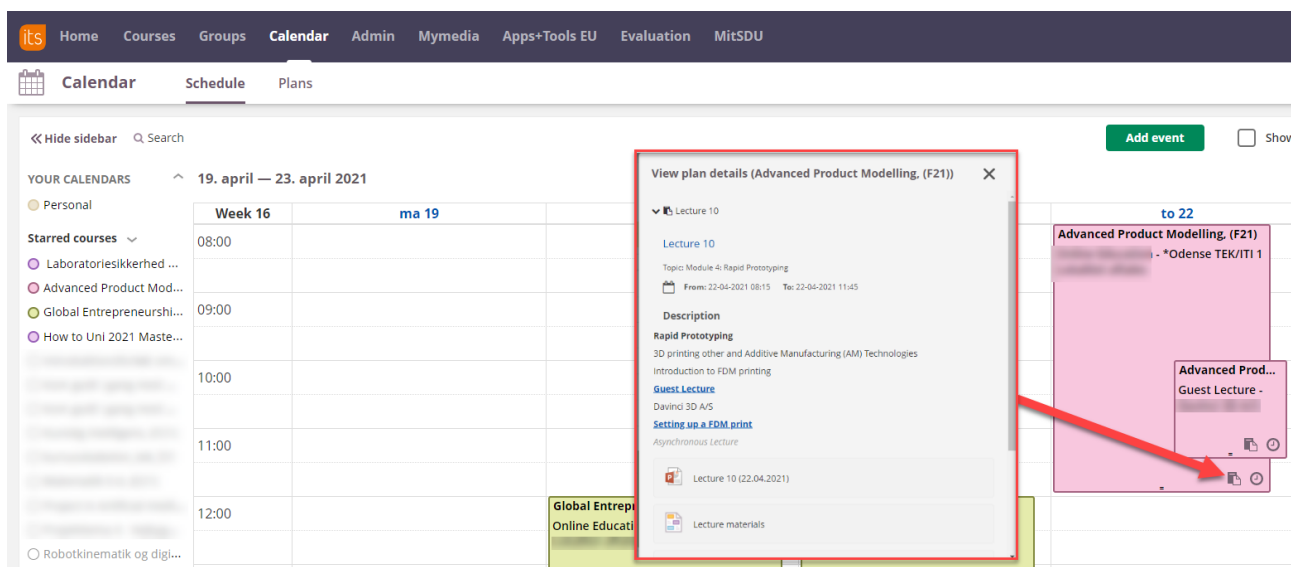 its Home Courses Groups Calendar Admin Mymedia Apps+Tools EU Evaluation MitSDU
Calendar Schedule Plans
Hide sidebar Search Add event
YOUR CALENDARS
Personal
Starred courses
Laboratoriesikkerhed ...
Advanced Product Mod...
Global Entrepreneurshi...
How to Uni 2021 Maste...
Robotkinematik og digi...
19. april — 23. april 2021
Week 16 ma 19 to 22
08:00
09:00
10:00
11:00
12:00
Global Entrepr
Online Educati
View plan details (Advanced Product Modelling, (F21))
Lecture 10
Lecture 10
Topic: Module 4: Rapid Prototyping
From: 22-04-2021 08:15 To: 22-04-2021 11:45
Description
Rapid Prototyping
3D printing other and Additive Manufacturing (AM) Technologies
Introduction to FDM printing
Guest Lecture
Davinci 3D A/S
Setting up a FDM print
Asynchronous Lecture
Lecture 10 (22.04.2021)
Lecture materials
Advanced Product Modelling, (F21)
- *Odense TEK/ITI 1
Advanced Prod...
Guest Lecture -